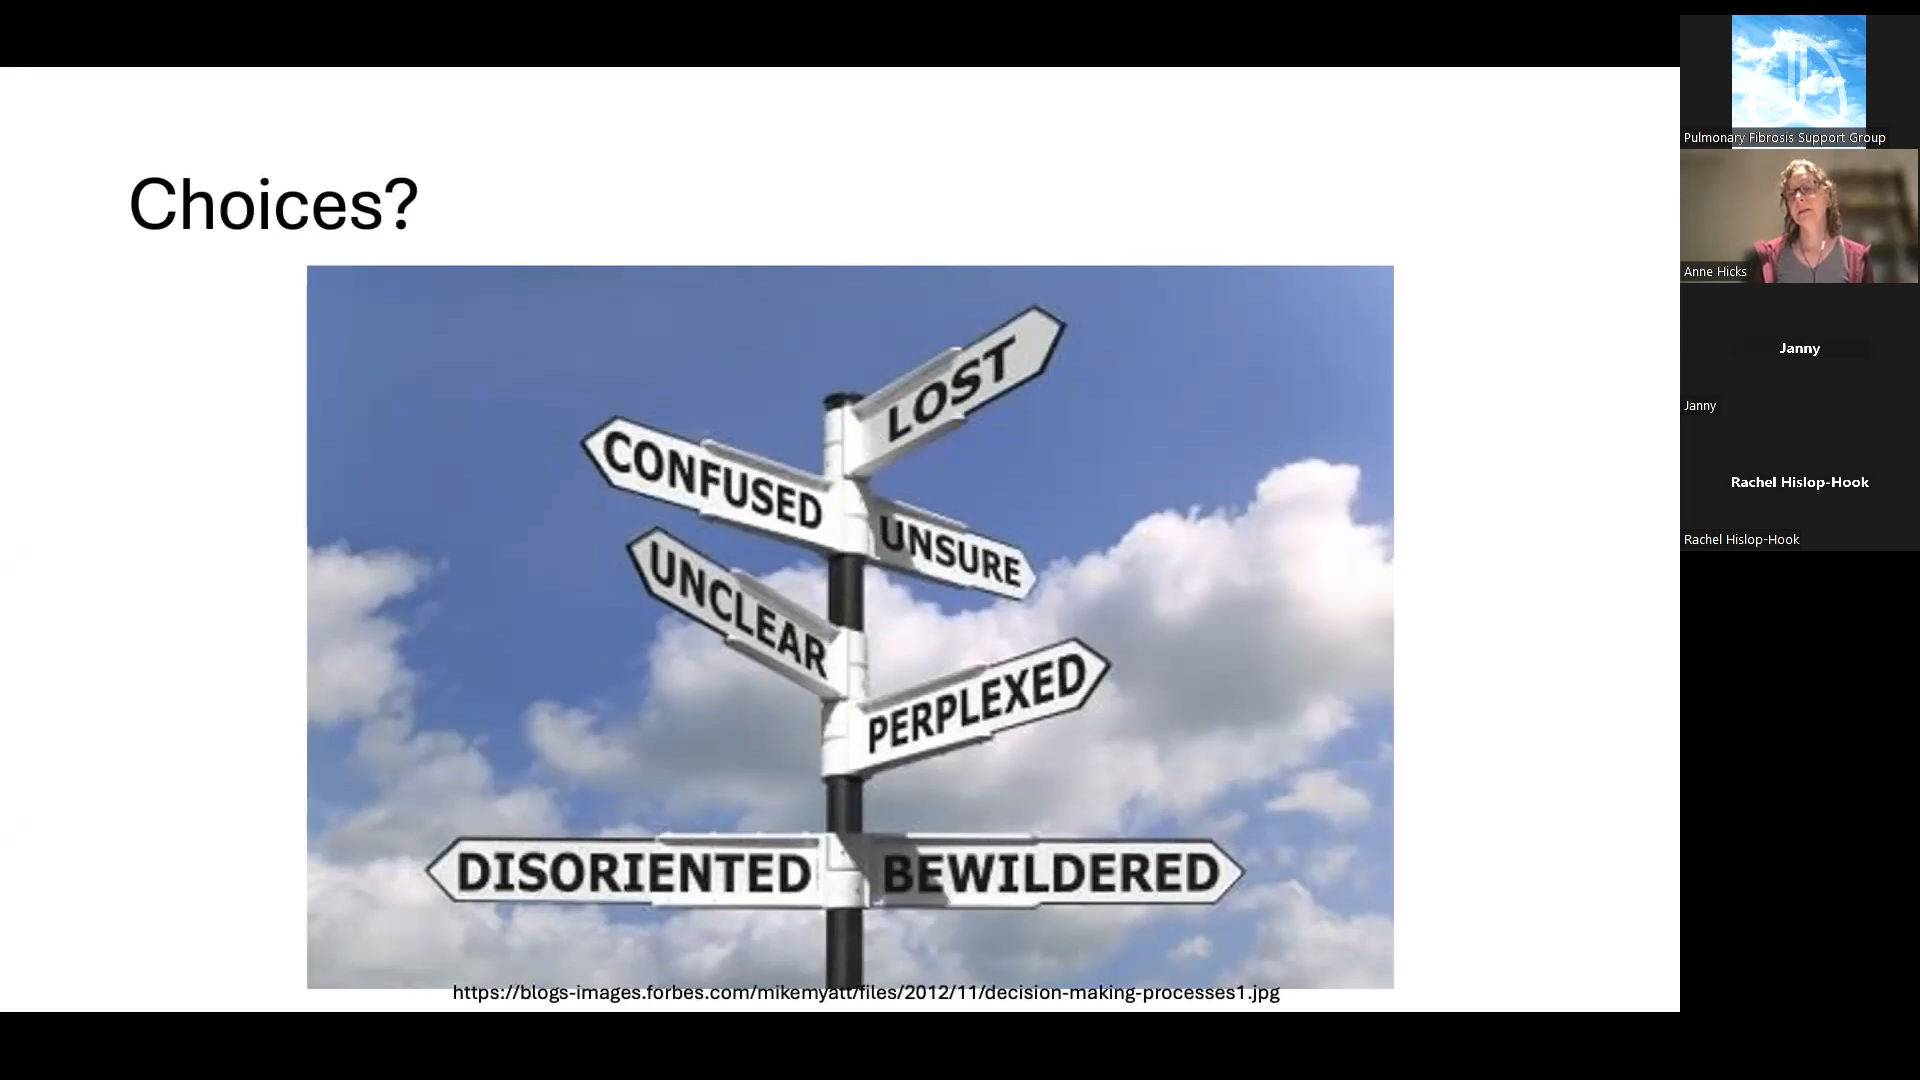 Choices?
LOST
CONFUSED
UNSURE
UNCLEAR
PERPLEXED
DISORIENTED
BEWILDERED
https://blogs-images.forbes.com/mikemyatt/files/2012/11/decision-making-processes1.jpg
Pulmonary Fibrosis Support Group
Anne Hicks
Janny
Janny
Rachel Hislop-Hook
Rachel Hislop-Hook